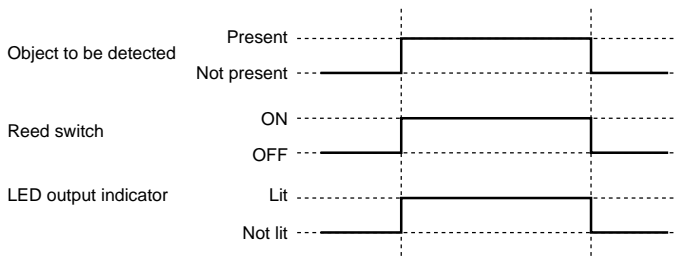 Object to be detected
Present
Not present
Reed switch
ON
OFF
LED output indicator
Lit
Not lit